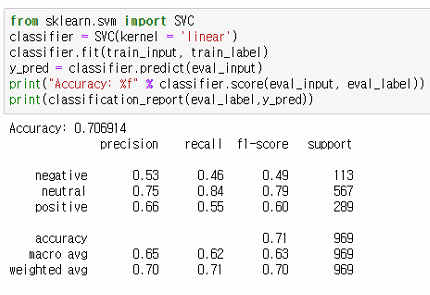 from sklearn.svm import SVC
classifier = SVC(kernel = 'linear')
classifier.fit(train_input, train_label)
y_pred = classifier.predict(eval_input)
print("Accuracy: %f" % classifier.score(eval_input, eval_label))
print(classification_report(eval_label,y_pred))
Accuracy: 0.706914
precision recall f1-score support
negative 0.53 0.46 0.49 113
neutral 0.75 0.84 0.79 567
positive 0.66 0.55 0.60 289
accuracy 0.71 969
macro avg 0.65 0.62 0.63 969
weighted avg 0.70 0.71 0.70 969